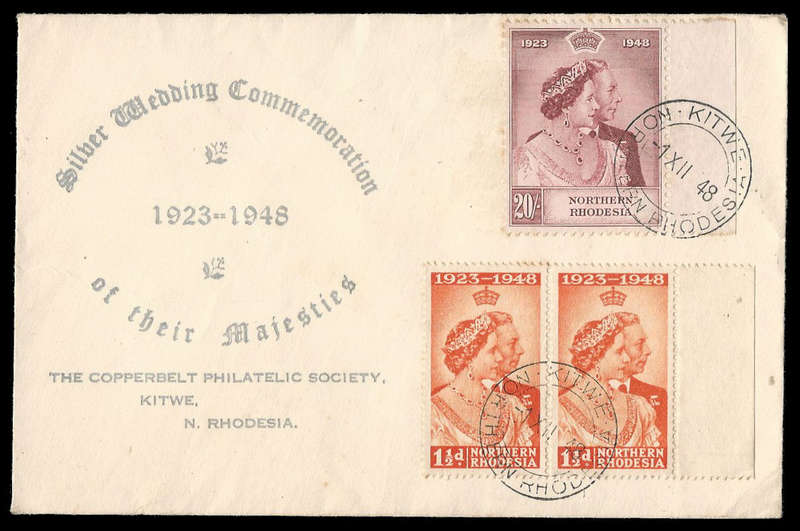 Silver Wedding Commemoration
1923=1948
of their Majesties
THE COPPERBELT PHILATELIC SOCIETY,
KITWE,
N. RHODESIA.
1923 1948
20/-
NORTHERN
RHODESIA
KITWE
1 XII 48
RHODESIA
1923-1948
1½d.
NORTHERN
RHODESIA
1923-1948
1½d.
NORTHERN
RHODESIA
KITWE